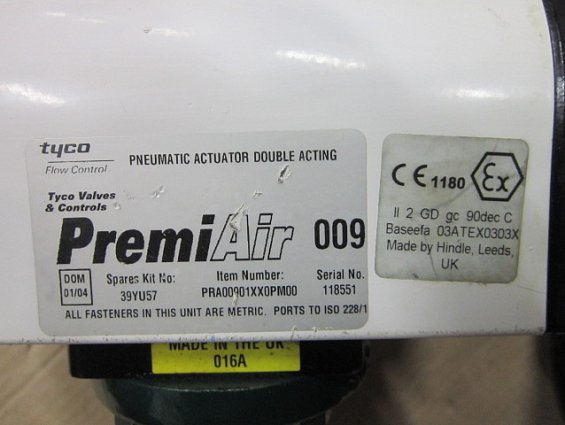 tyco
Flow Control
PNEUMATIC ACTUATOR DOUBLE ACTING
Tyco Valves
& Controls
PremiAir 009
DOM
01/04
Spares Kit No:
39YU57
Item Number:
PRA00901XX0PM00
Serial No.
118551
ALL FASTENERS IN THIS UNIT ARE METRIC. PORTS TO ISO 228/1
CE 1180 Ex
II 2 GD gc 90dec C
Baseefa 03ATEX0303X
Made by Hindle, Leeds,
UK
MADE IN THE UK
016A